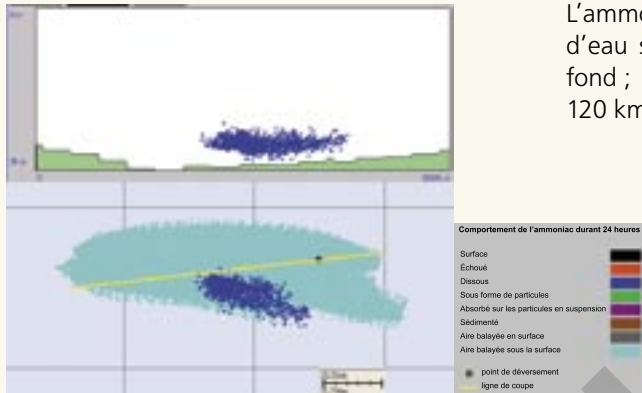 L'ammo
d'eau s
fond ;
120 km
Comportement de l'ammoniac durant 24 heures
Surface
Échoué
Dissous
Sous forme de particules
Absorbé sur les particules en suspension
Sédimenté
Aire balayée en surface
Aire balayée sous la surface
point de déversement
ligne de coupe